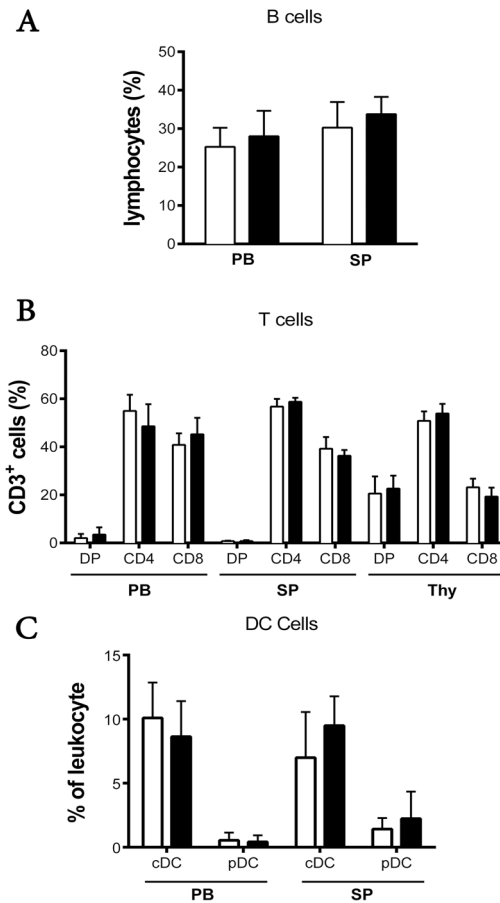 A
B cells
lymphocytes (%)
50
40
30
20
10
0
PB SP
B
T cells
CD3+ cells (%)
80
60
40
20
0
DP CD4 CD8 DP CD4 CD8 DP CD4 CD8
PB SP Thy
C
DC Cells
% of leukocyte
15
10
5
0
cDC pDC cDC pDC
PB SP